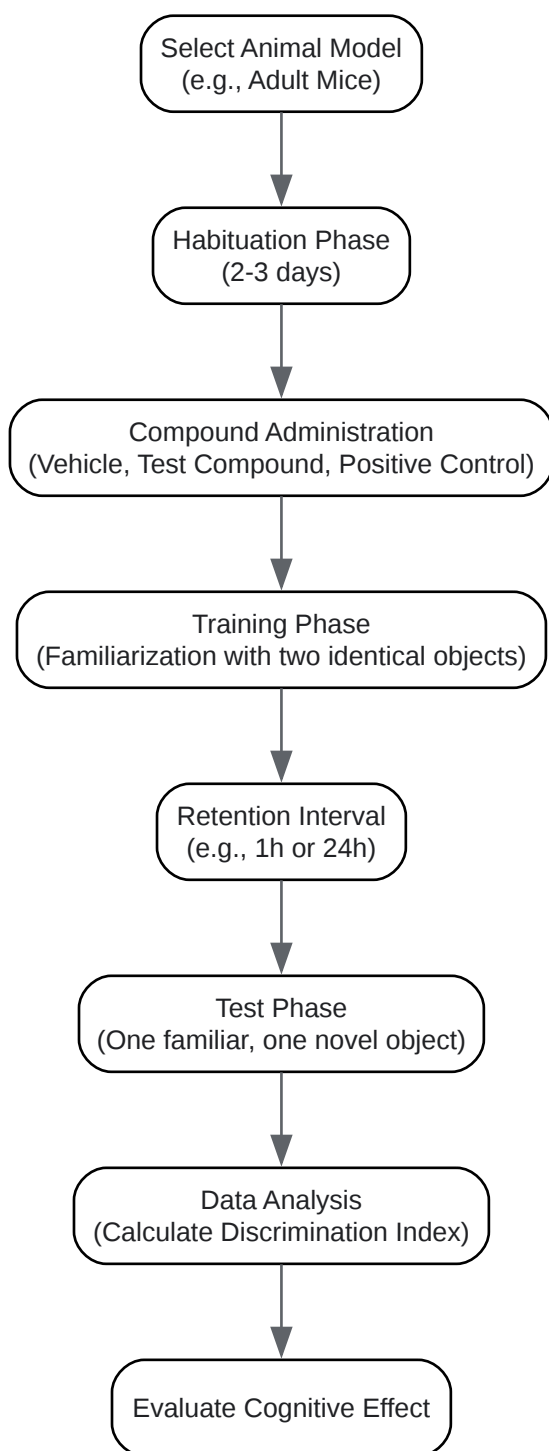 Select Animal Model
(e.g., Adult Mice)
Habituation Phase
(2-3 days)
Compound Administration
(Vehicle, Test Compound, Positive Control)
Training Phase
(Familiarization with two identical objects)
Retention Interval
(e.g., 1h or 24h)
Test Phase
(One familiar, one novel object)
Data Analysis
(Calculate Discrimination Index)
Evaluate Cognitive Effect